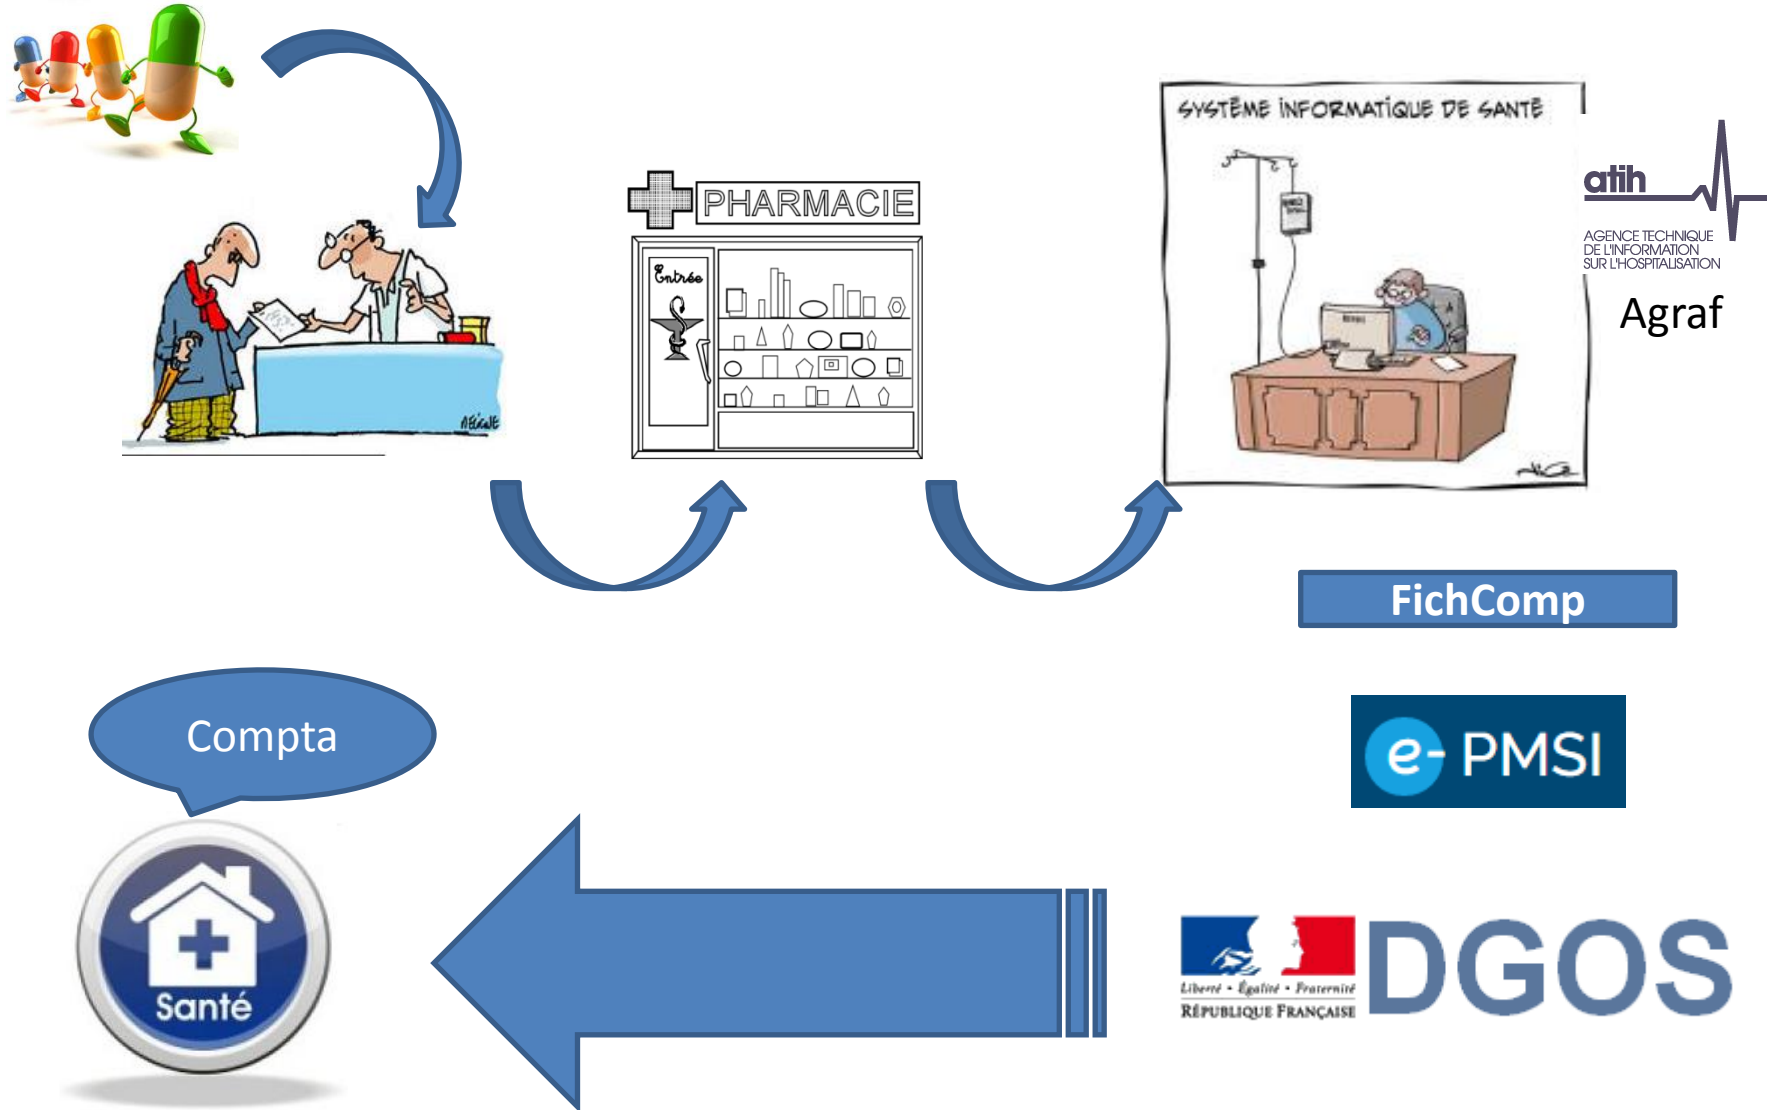 SYSTÈME INFORMATIQUE DE SANTÉ
atih
AGENCE TECHNIQUE
DE L'INFORMATION
SUR L'HOSPITALISATION
Agraf
PHARMACIE
Entrée
FichComp
Compta
e-PMSI
Santé
Liberté • Égalité • Fraternité
RÉPUBLIQUE FRANÇAISE
DGOS